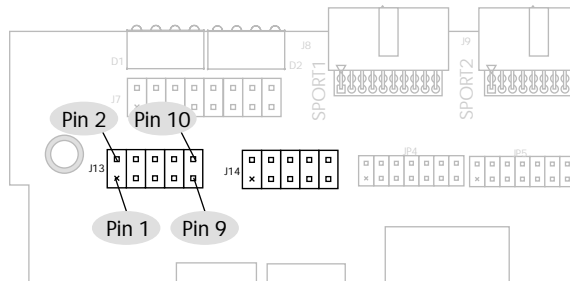 J8
J9
D1
D2
SPORT1
SPORT2
J7
Pin 2
Pin 10
J13
J14
JP4
JP5
Pin 1
Pin 9